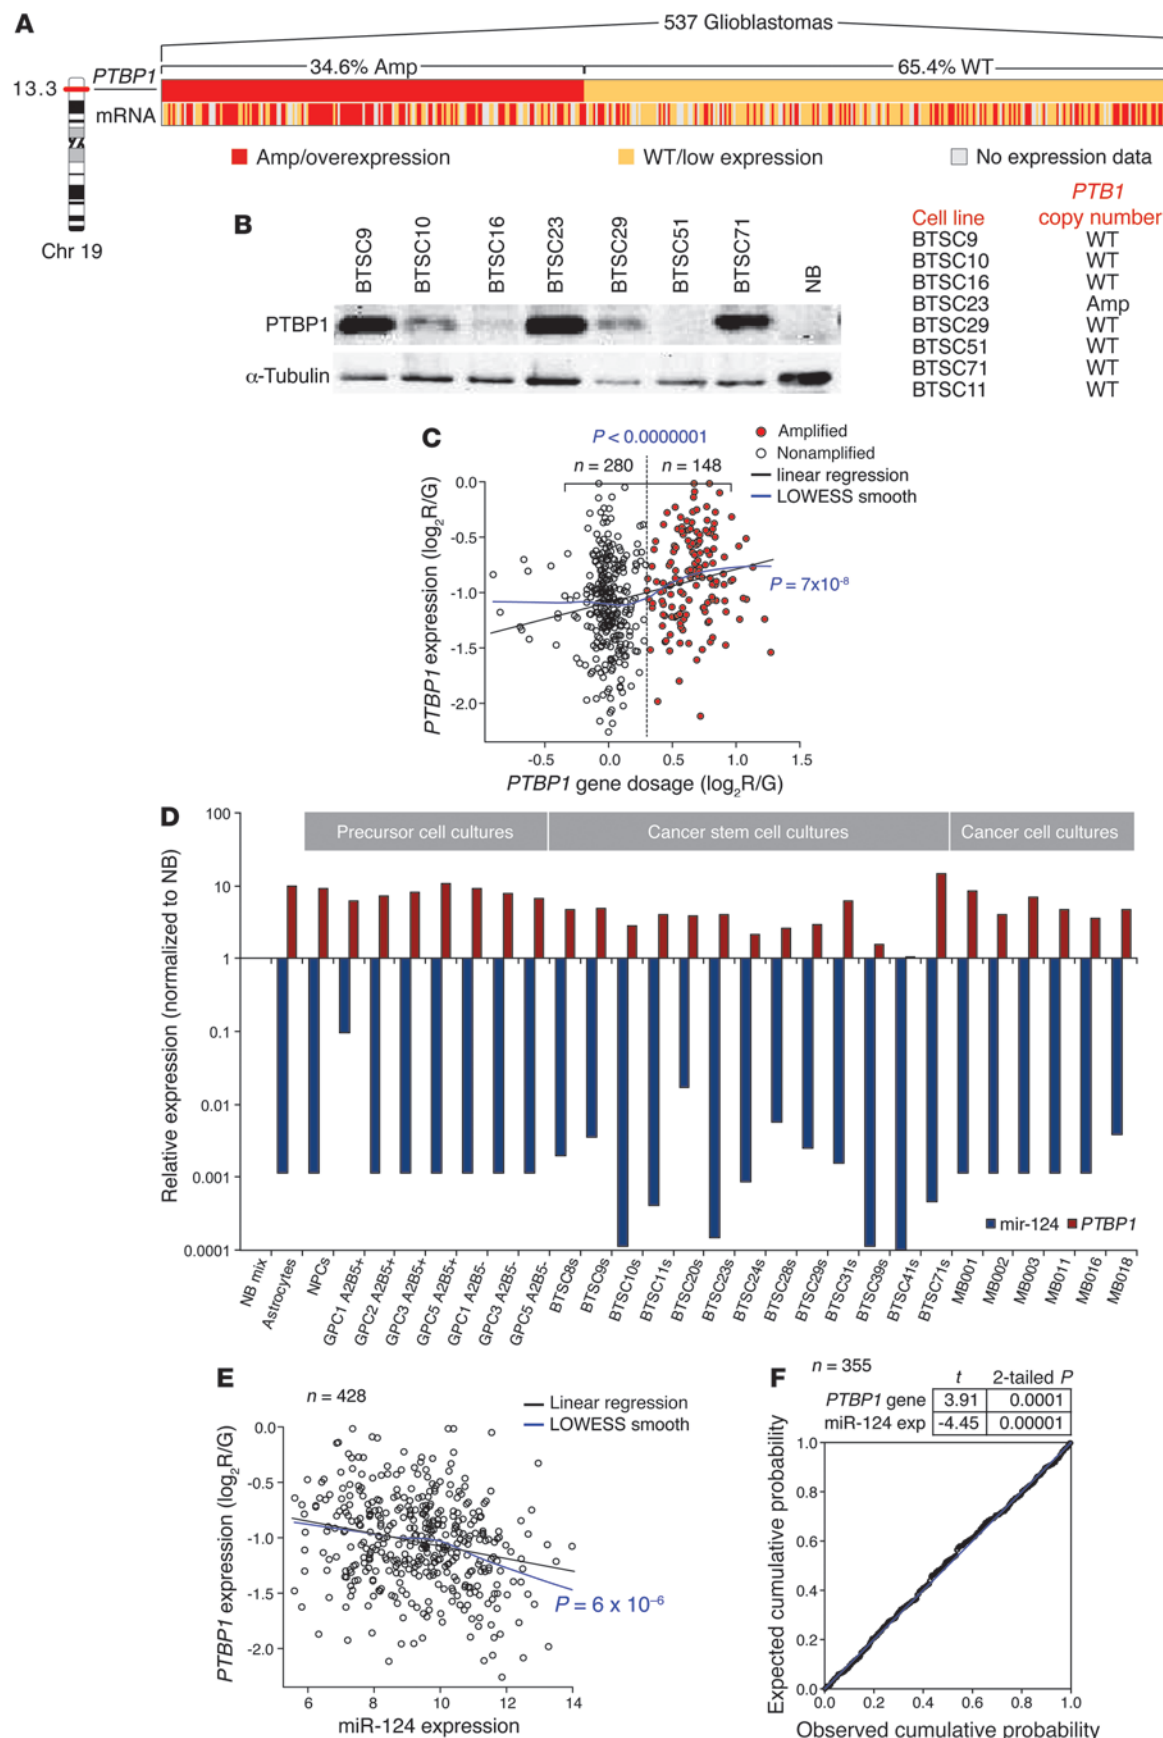 A
537 Glioblastomas
34.6% Amp
65.4% WT
PTBP1
13.3
mRNA
Amp/overexpression
WT/low expression
No expression data
Chr 19
B
BTSC9
BTSC10
BTSC16
BTSC23
BTSC29
BTSC51
BTSC71
NB
PTBP1
α-Tubulin
PTB1
Cell line copy number
BTSC9 WT
BTSC10 WT
BTSC16 WT
BTSC23 Amp
BTSC29 WT
BTSC51 WT
BTSC71 WT
BTSC11 WT
C
P < 0.0000001
n = 280
n = 148
Amplified
Nonamplified
linear regression
LOWESS smooth
PTBP1 expression (log₂R/G)
0.0
-0.5
-1.0
-1.5
-2.0
P = 7x10⁻⁸
-0.5 0.0 0.5 1.0 1.5
PTBP1 gene dosage (log₂R/G)
D
Relative expression (normalized to NB)
100
10
1
0.1
0.01
0.001
0.0001
Precursor cell cultures
Cancer stem cell cultures
Cancer cell cultures
mir-124
PTBP1
NB mix
Astrocytes
NPCs
GPC1 A2B5+
GPC2 A2B5+
GPC3 A2B5+
GPC5 A2B5+
GPC1 A2B5-
GPC3 A2B5-
GPC5 A2B5-
BTSC8s
BTSC9s
BTSC10s
BTSC11s
BTSC20s
BTSC23s
BTSC24s
BTSC28s
BTSC29s
BTSC31s
BTSC39s
BTSC41s
BTSC71s
MB001
MB002
MB003
MB011
MB016
MB018
E
n = 428
Linear regression
LOWESS smooth
PTBP1 expression (log₂R/G)
0.0
-0.5
-1.0
-1.5
-2.0
P = 6 x 10⁻⁶
6 8 10 12 14
miR-124 expression
F
n = 355
t 2-tailed P
PTBP1 gene 3.91 0.0001
miR-124 exp -4.45 0.00001
Expected cumulative probability
1.0
0.8
0.6
0.4
0.2
0.0
0.0 0.2 0.4 0.6 0.8 1.0
Observed cumulative probability